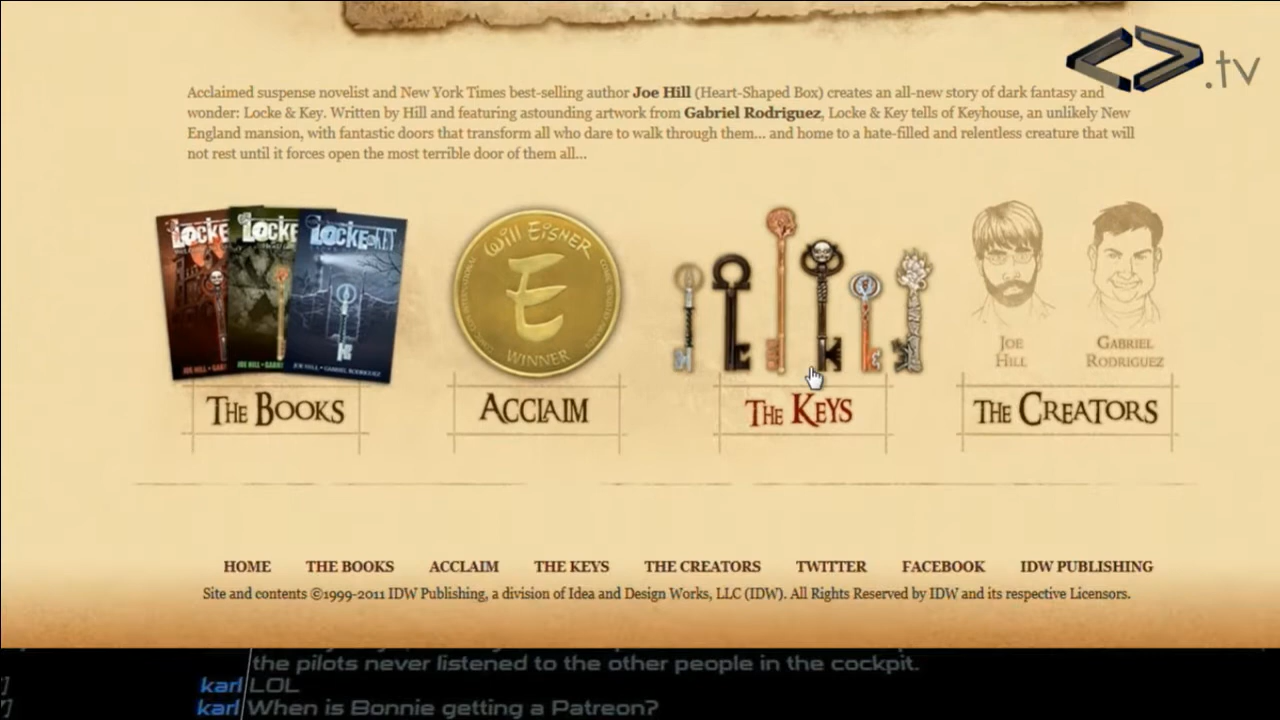 .tv
Acclaimed suspense novelist and New York Times best-selling author Joe Hill (Heart-Shaped Box) creates an all-new story of dark fantasy and
wonder: Locke & Key. Written by Hill and featuring astounding artwork from Gabriel Rodriguez, Locke & Key tells of Keyhouse, an unlikely New
England mansion, with fantastic doors that transform all who dare to walk through them... and home to a hate-filled and relentless creature that will
not rest until it forces open the most terrible door of them all...
LOCKE
LOCKE
LOCKE & KEY
JOE HILL • GABRIEL RODRIGUEZ
WILL EISNER
E
WINNER
JOE
HILL
GABRIEL
RODRIGUEZ
THE BOOKS
ACCLAIM
THE KEYS
THE CREATORS
HOME THE BOOKS ACCLAIM THE KEYS THE CREATORS TWITTER FACEBOOK IDW PUBLISHING
Site and contents ©1999-2011 IDW Publishing, a division of Idea and Design Works, LLC (IDW). All Rights Reserved by IDW and its respective Licensors.
the pilots never listened to the other people in the cockpit.
karl LOL
karl When is Bonnie getting a Patreon?